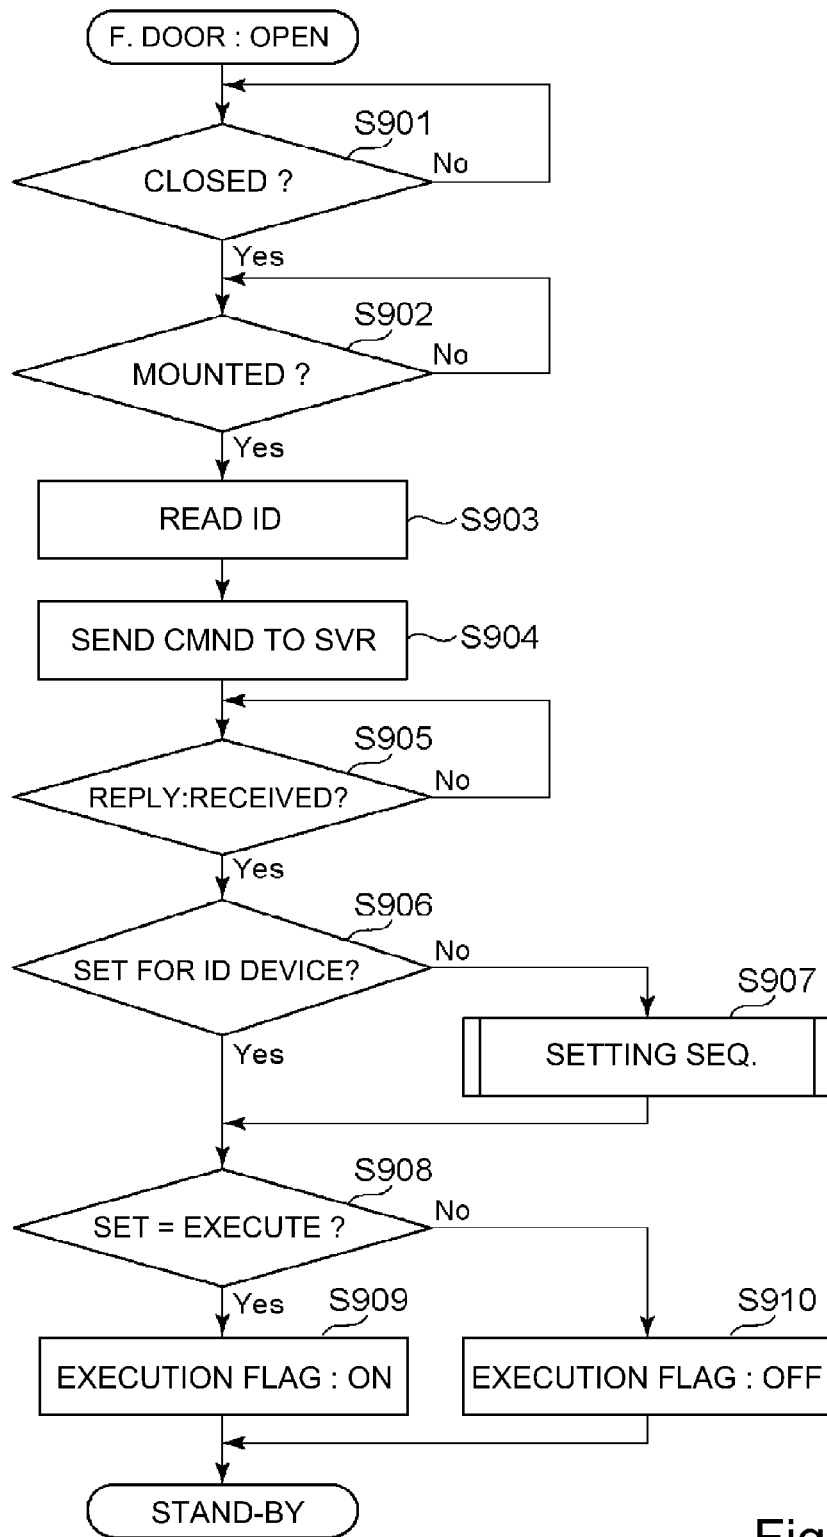 F. DOOR : OPEN
S901
CLOSED ?
No
Yes
S902
MOUNTED ?
No
Yes
READ ID
S903
SEND CMND TO SVR
S904
S905
REPLY:RECEIVED?
No
Yes
S906
SET FOR ID DEVICE?
No
S907
Yes
SETTING SEQ.
S908
SET = EXECUTE ?
No
Yes
S909
S910
EXECUTION FLAG : ON
EXECUTION FLAG : OFF
STAND-BY
Fig